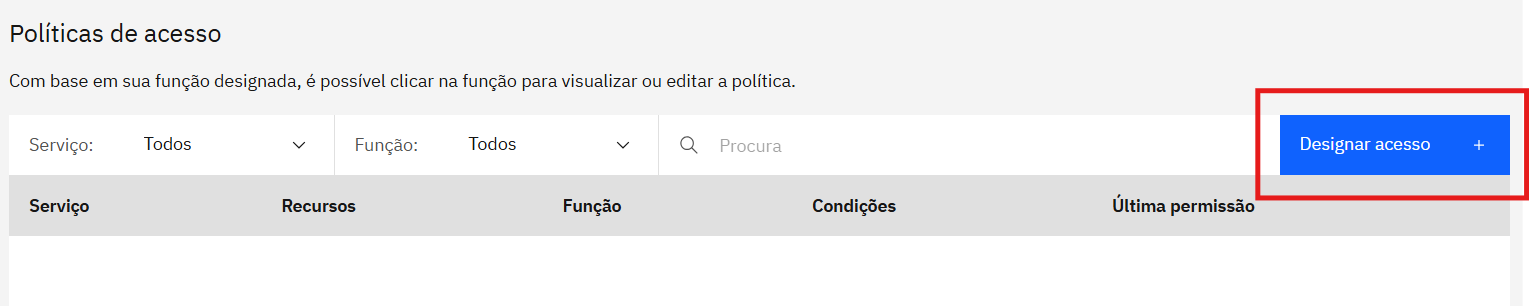 Políticas de acesso
Com base em sua função designada, é possível clicar na função para visualizar ou editar a política.
Serviço: Todos Função: Todos Procura Designar acesso +
Serviço Recursos Função Condições Última permissão